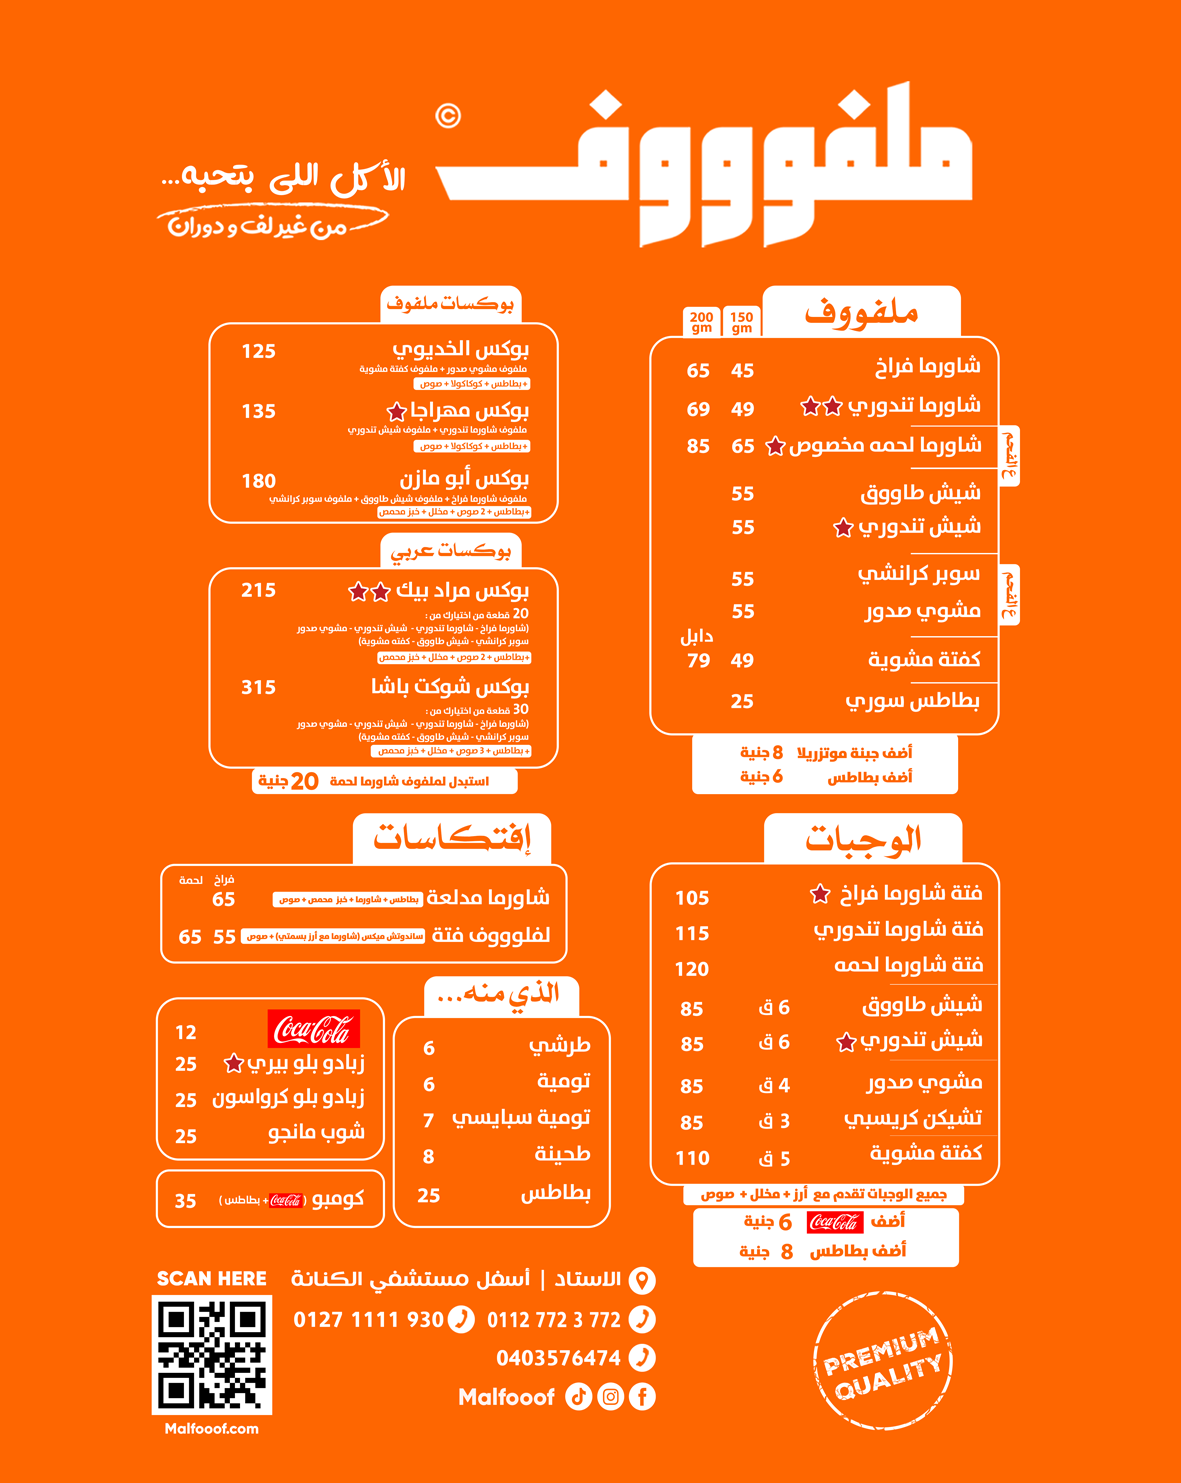 ملفوووف ©
الأكل اللى بتحبه...
من غير لف و دوران
ملفووف
150 gm
200 gm
شاورما فراخ 45 65
شاورما تندوري 49 69
شاورما لحمه مخصوص 65 85
ع الفحم
شيش طاووق 55
شيش تندوري 55
سوبر كرانشي 55
ع الفحم
مشوي صدور 55
دابل
كفتة مشوية 49 79
بطاطس سوري 25
أضف جبنة موتزريلا 8 جنية
أضف بطاطس 6 جنية
بوكسات ملفوف
بوكس الخديوي 125
ملفوف مشوي صدور + ملفوف كفتة مشوية
+بطاطس + كوكاكولا + صوص
بوكس مهراجا 135
ملفوف شاورما تندوري + ملفوف شيش تندوري
+بطاطس + كوكاكولا + صوص
بوكس أبو مازن 180
ملفوف شاورما فراخ + ملفوف شيش طاووق + ملفوف سوبر كرانشي
+بطاطس + 2 صوص + مخلل + خبز محمص
بوكسات عربي
بوكس مراد بيك 215
20 قطعة من اختيارك من :
(شاورما فراخ - شاورما تندوري - شيش تندوري - مشوي صدور
سوبر كرانشي - شيش طاووق - كفته مشوية)
+بطاطس + 2 صوص + مخلل + خبز محمص
بوكس شوكت باشا 315
30 قطعة من اختيارك من :
(شاورما فراخ - شاورما تندوري - شيش تندوري - مشوي صدور
سوبر كرانشي - شيش طاووق - كفته مشوية)
+ بطاطس + 3 صوص + مخلل + خبز محمص
استبدل لملفوف شاورما لحمة 20 جنية
الوجبات
فتة شاورما فراخ 105
فتة شاورما تندوري 115
فتة شاورما لحمه 120
شيش طاووق 6 ق 85
شيش تندوري 6 ق 85
مشوي صدور 4 ق 85
تشيكن كريسبي 3 ق 85
كفتة مشوية 5 ق 110
جميع الوجبات تقدم مع أرز + مخلل + صوص
أضف Coca-Cola 6 جنية
أضف بطاطس 8 جنية
إفتكاسات
فراخ لحمة
شاورما مدلعة بطاطس + شاورما + خبز محمص + صوص 65
لفلوووف فتة ساندوتش ميكس (شاورما مع أرز بسمتي) + صوص 55 65
الذي منه...
طرشي 6
تومية 6
تومية سبايسي 7
طحينة 8
بطاطس 25
Coca-Cola 12
زبادو بلو بيري 25
زبادو بلو كرواسون 25
شوب مانجو 25
كومبو (Coca-Cola + بطاطس) 35
الاستاد | أسفل مستشفي الكنانة
0112 772 3 772
0127 1111 930
0403576474
Malfooof
SCAN HERE
Malfooof.com
PREMIUM
QUALITY